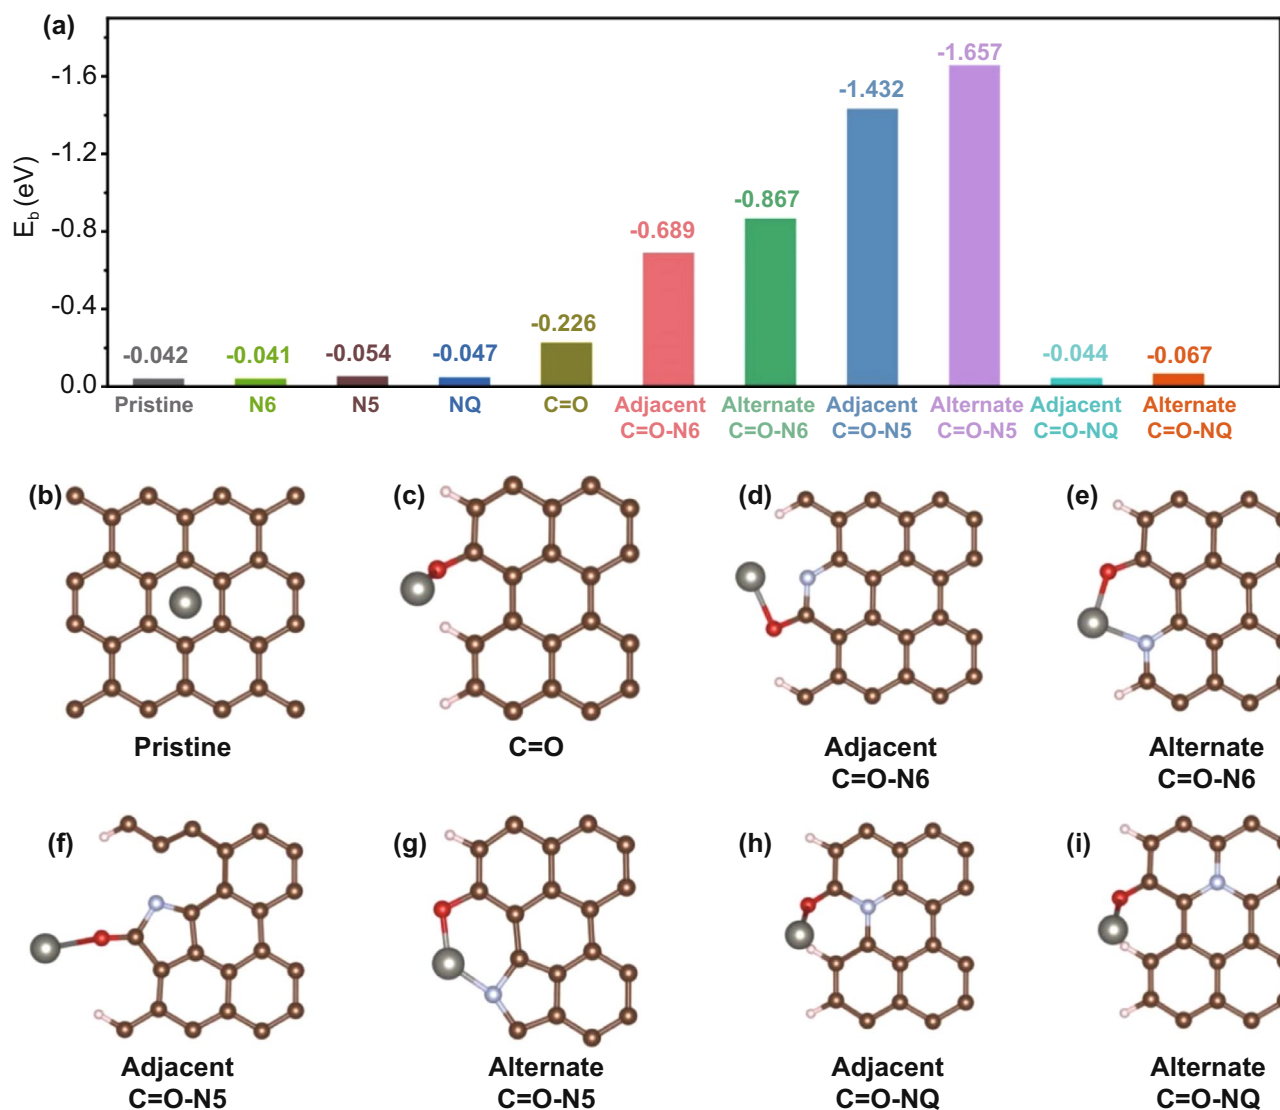 (a)
E_b (eV)
-1.6
-1.2
-0.8
-0.4
0.0
-0.042
-0.041
-0.054
-0.047
-0.226
-0.689
-0.867
-1.432
-1.657
-0.044
-0.067
Pristine
N6
N5
NQ
C=O
Adjacent
C=O-N6
Alternate
C=O-N6
Adjacent
C=O-N5
Alternate
C=O-N5
Adjacent
C=O-NQ
Alternate
C=O-NQ
(b)
Pristine
(c)
C=O
(d)
Adjacent
C=O-N6
(e)
Alternate
C=O-N6
(f)
Adjacent
C=O-N5
(g)
Alternate
C=O-N5
(h)
Adjacent
C=O-NQ
(i)
Alternate
C=O-NQ